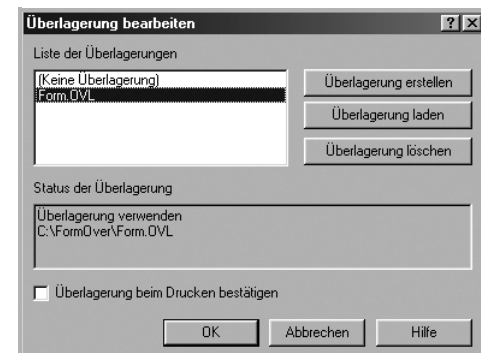 Überlagerung bearbeiten
Liste der Überlagerungen
(Keine Überlagerung)
Form.OVL
Überlagerung erstellen
Überlagerung laden
Überlagerung löschen
Status der Überlagerung
Überlagerung verwenden
C:\FormOver\Form.OVL
Überlagerung beim Drucken bestätigen
OK Abbrechen Hilfe